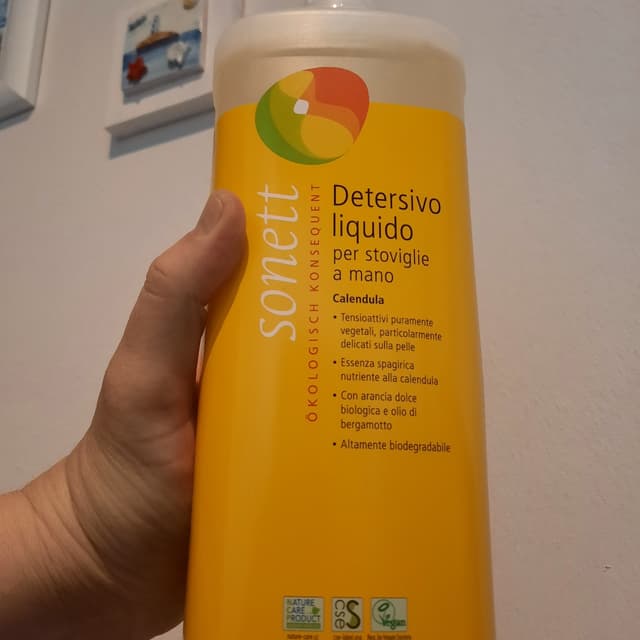 sonett
ÖKOLOGISCH KONSEQUENT
Detersivo
liquido
per stoviglie
a mano
Calendula
• Tensioattivi puramente
vegetali, particolarmente
delicati sulla pelle
• Essenza spagirica
nutriente alla calendula
• Con arancia dolce
biologica e olio di
bergamotto
• Altamente biodegradabile
NATURE
CARE
PRODUCT
CSE
Vegan